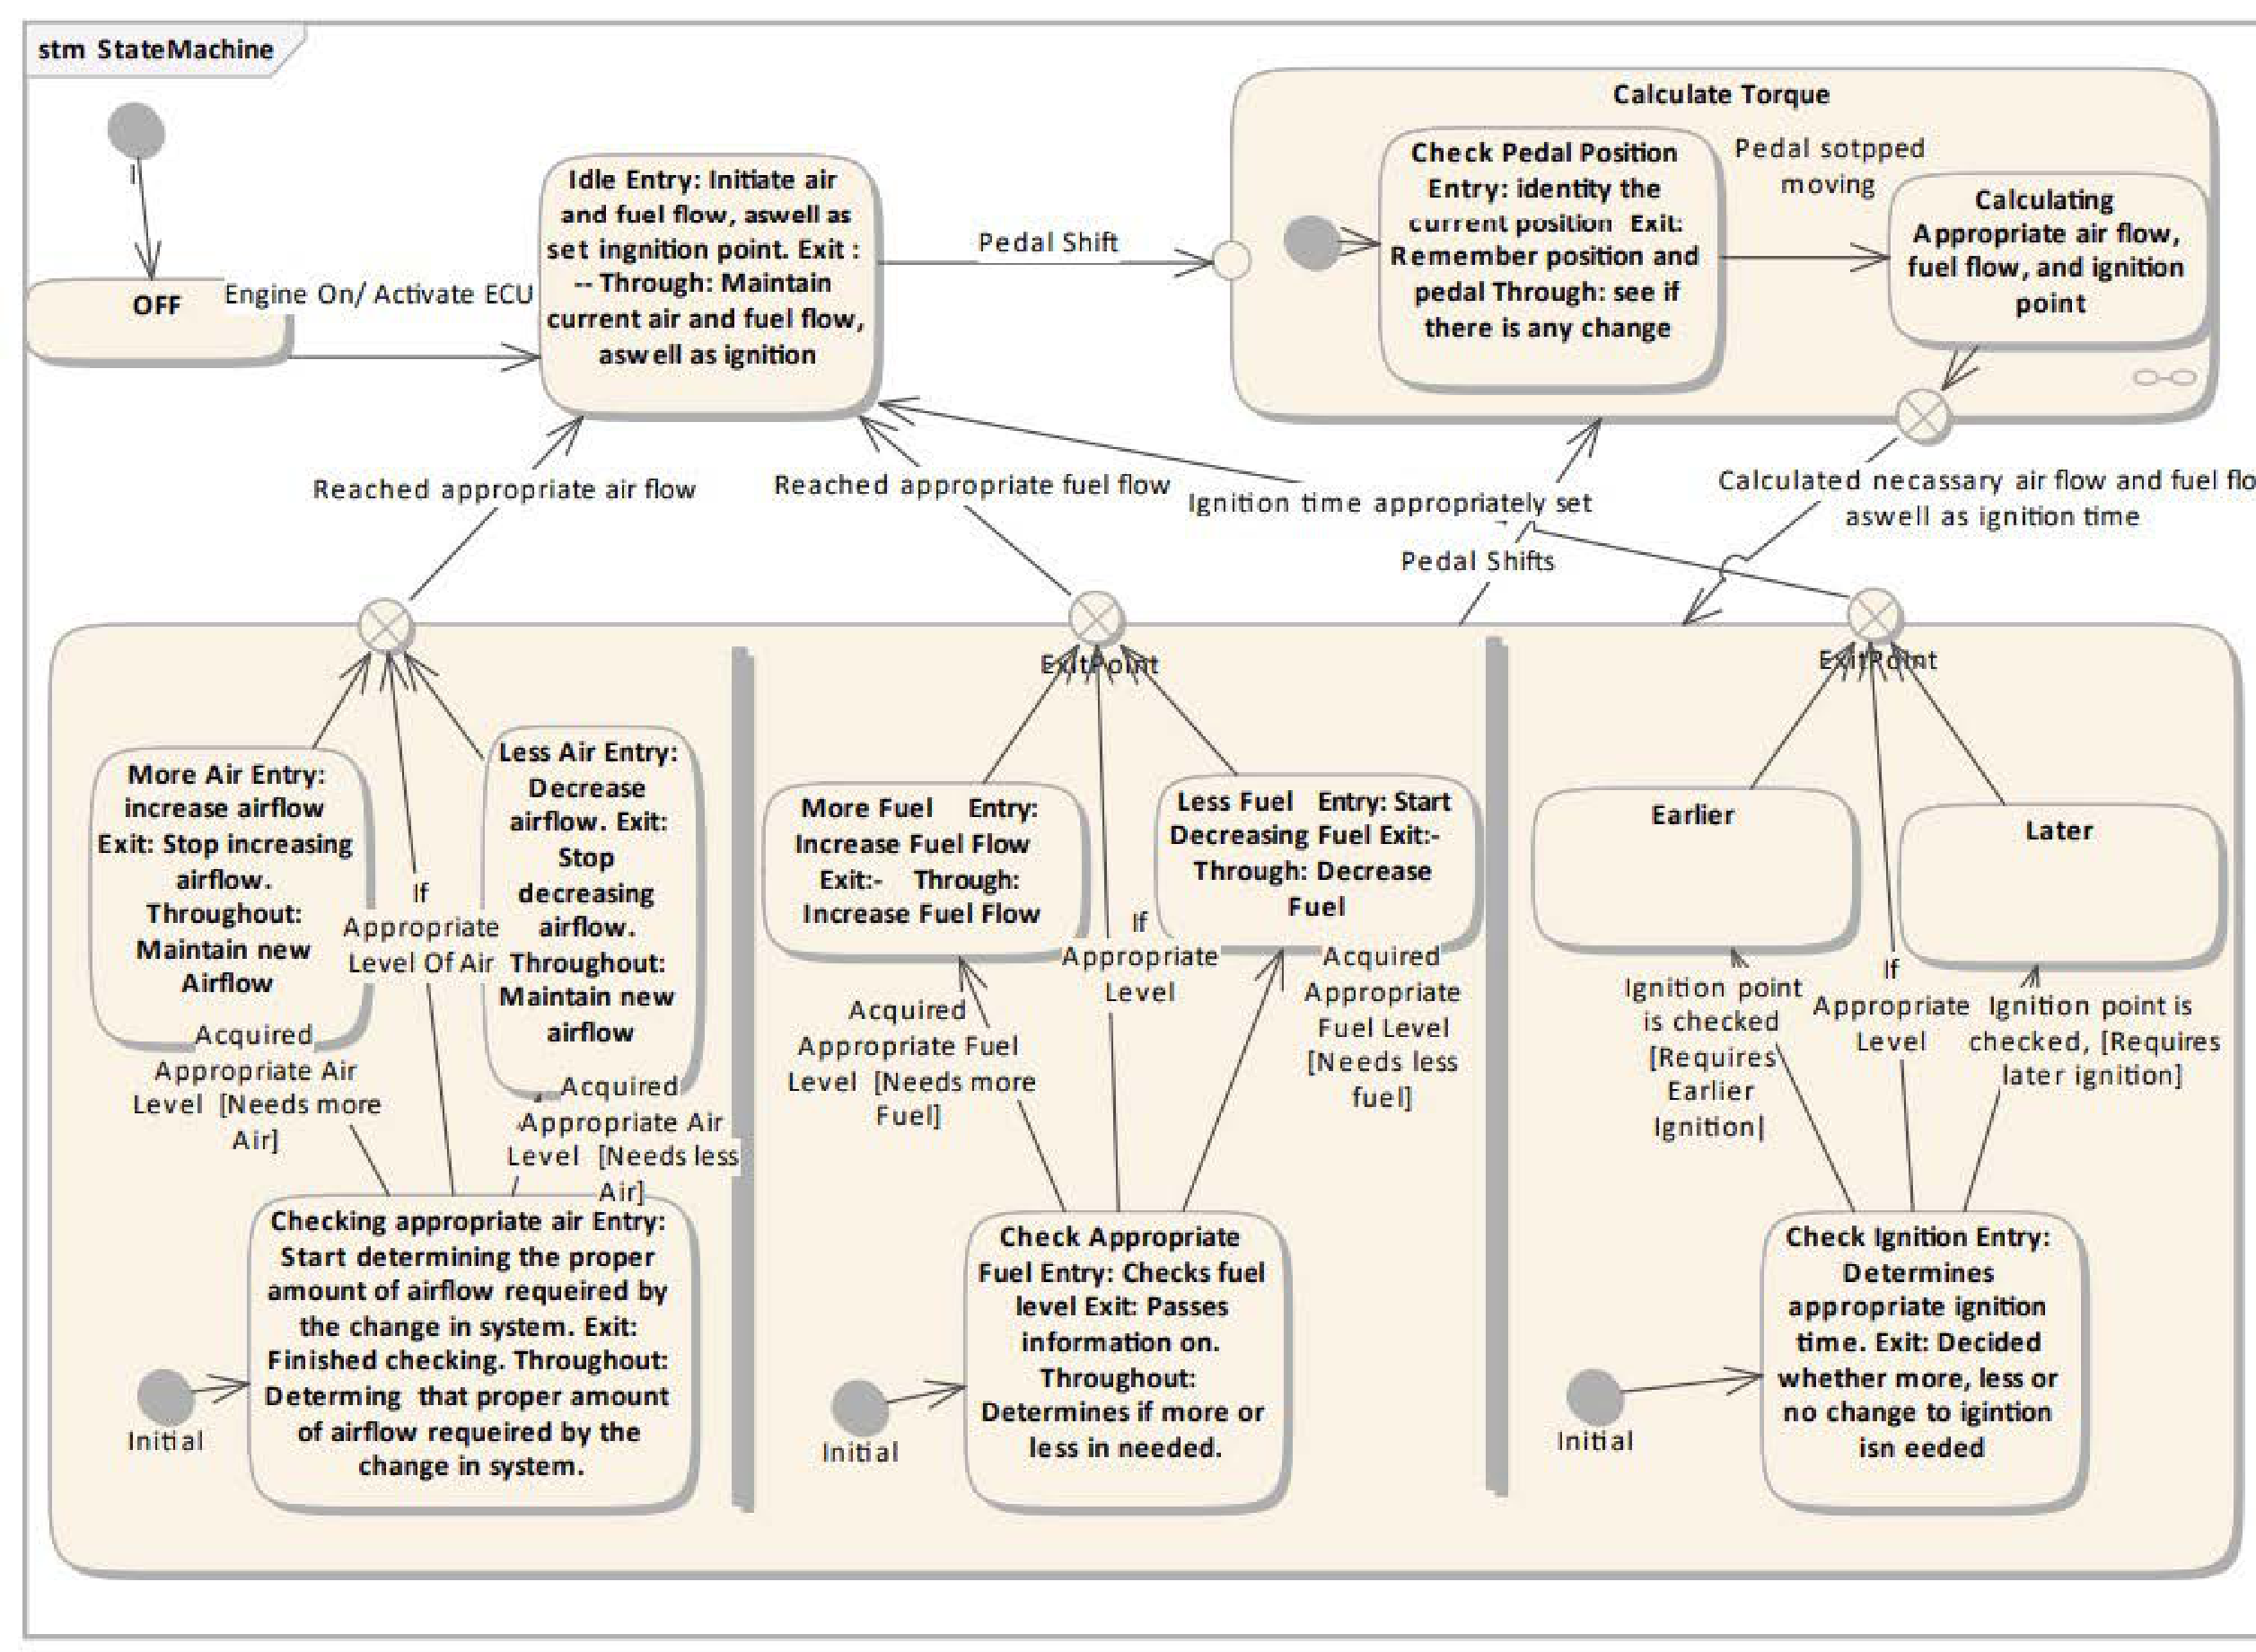 stm StateMachine
I
OFF
Engine On/ Activate ECU
Idle Entry: Initiate air
and fuel flow, aswell as
set ingnition point. Exit :
-- Through: Maintain
current air and fuel flow,
aswell as ignition
Pedal Shift
Calculate Torque
Check Pedal Position
Entry: identity the
current position Exit:
Remember position and
pedal Through: see if
there is any change
Pedal sotpped
moving
Calculating
Appropriate air flow,
fuel flow, and ignition
point
Reached appropriate air flow
Reached appropriate fuel flow
Ignition time appropriately set
Pedal Shifts
Calculated necassary air flow and fuel flo
aswell as ignition time
ExitPoint
ExitPoint
More Air Entry:
increase airflow
Exit: Stop increasing
airflow.
Throughout:
Maintain new
Airflow
If
Appropriate
Level Of Air
Less Air Entry:
Decrease
airflow. Exit:
Stop
decreasing
airflow.
Throughout:
Maintain new
airflow
Acquired
Appropriate Air
Level [Needs more
Air]
Acquired
Appropriate Air
Level [Needs less
Air]
Checking appropriate air Entry:
Start determining the proper
amount of airflow requeired by
the change in system. Exit:
Finished checking. Throughout:
Determing that proper amount
of airflow requeired by the
change in system.
Initial
More Fuel Entry:
Increase Fuel Flow
Exit:- Through:
Increase Fuel Flow
Less Fuel Entry: Start
Decreasing Fuel Exit:-
Through: Decrease
Fuel
If
Appropriate
Level
Acquired
Appropriate Fuel
Level [Needs more
Fuel]
Acquired
Appropriate
Fuel Level
[Needs less
fuel]
Check Appropriate
Fuel Entry: Checks fuel
level Exit: Passes
information on.
Throughout:
Determines if more or
less in needed.
Initial
Earlier
Later
Ignition point
is checked
[Requires
Earlier
Ignition]
If
Appropriate
Level
Ignition point is
checked, [Requires
later ignition]
Check Ignition Entry:
Determines
appropriate ignition
time. Exit: Decided
whether more, less or
no change to igintion
isn eeded
Initial